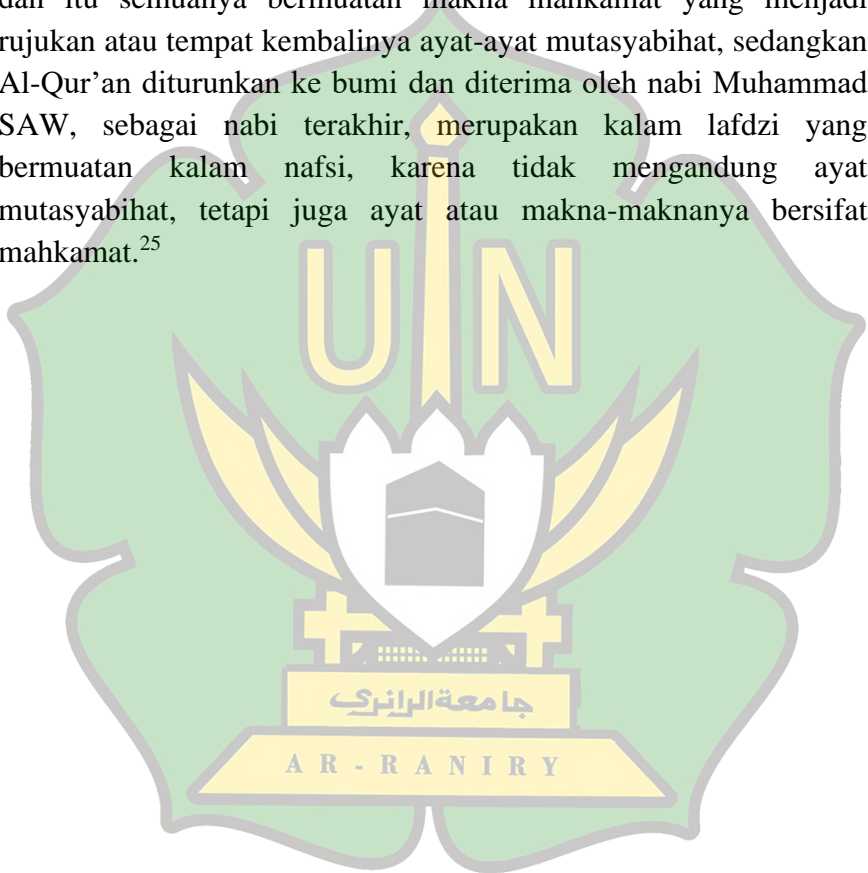 dan itu semuanya bermuatan makna mahkamat yang menjadi
rujukan atau tempat kembalinya ayat-ayat mutasyabihat, sedangkan
Al-Qur’an diturunkan ke bumi dan diterima oleh nabi Muhammad
SAW, sebagai nabi terakhir, merupakan kalam lafdzi yang
bermuatan kalam nafsi, karena tidak mengandung ayat
mutasyabihat, tetapi juga ayat atau makna-maknanya bersifat
mahkamat.25
UIN
جامعةالرانري
AR-RANIRY